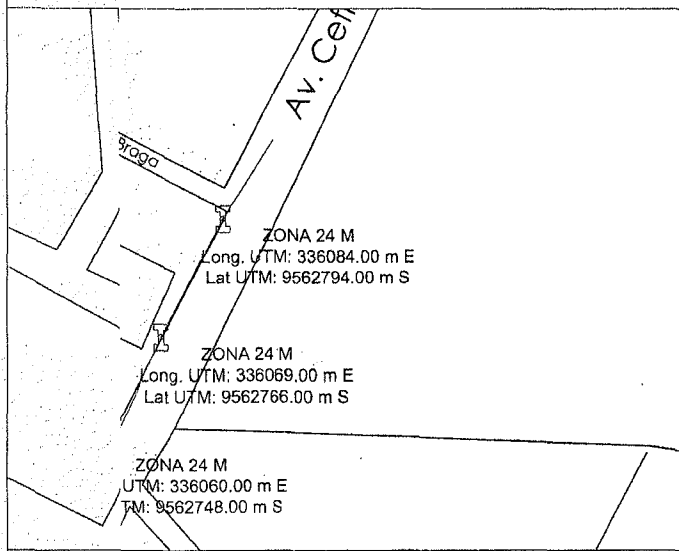 Av. Cef
Braga
ZONA 24 M
Long. UTM: 336084.00 m E
Lat UTM: 9562794.00 m S
ZONA 24 M
Long. UTM: 336069.00 m E
Lat UTM: 9562766.00 m S
ZONA 24 M
UTM: 336060.00 m E
TM: 9562748.00 m S